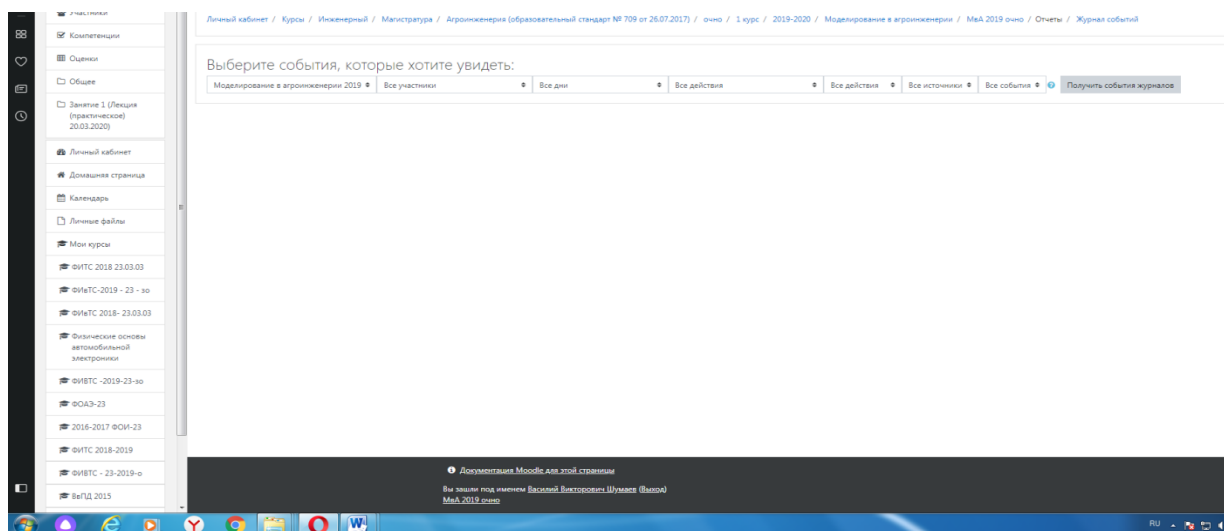 Участники
Компетенции
Оценки
Общее
Занятие 1 (Лекция
(практическое)
20.03.2020)
Личный кабинет
Домашняя страница
Календарь
Личные файлы
Мои курсы
ФИТС 2018 23.03.03
ФИвТС-2019 - 23 - зо
ФИвТС 2018- 23.03.03
Физические основы
автомобильной
электроники
ФИВТС -2019-23-зо
ФОАЭ-23
2016-2017 ФОИ-23
ФИТС 2018-2019
ФИВТС - 23-2019-о
ВвПД 2015
Личный кабинет / Курсы / Инженерный / Магистратура / Агроинженерия (образовательный стандарт № 709 от 26.07.2017) / очно / 1 курс / 2019-2020 / Моделирование в агроинженерии / МвА 2019 очно / Отчеты / Журнал событий
Выберите события, которые хотите увидеть:
Моделирование в агроинженерии 2019 Все участники Все дни Все действия Все действия Все источники Все события Получить события журналов
Документация Moodle для этой страницы
Вы зашли под именем Василий Викторович Шумаев (Выход)
МвА 2019 очно
RU